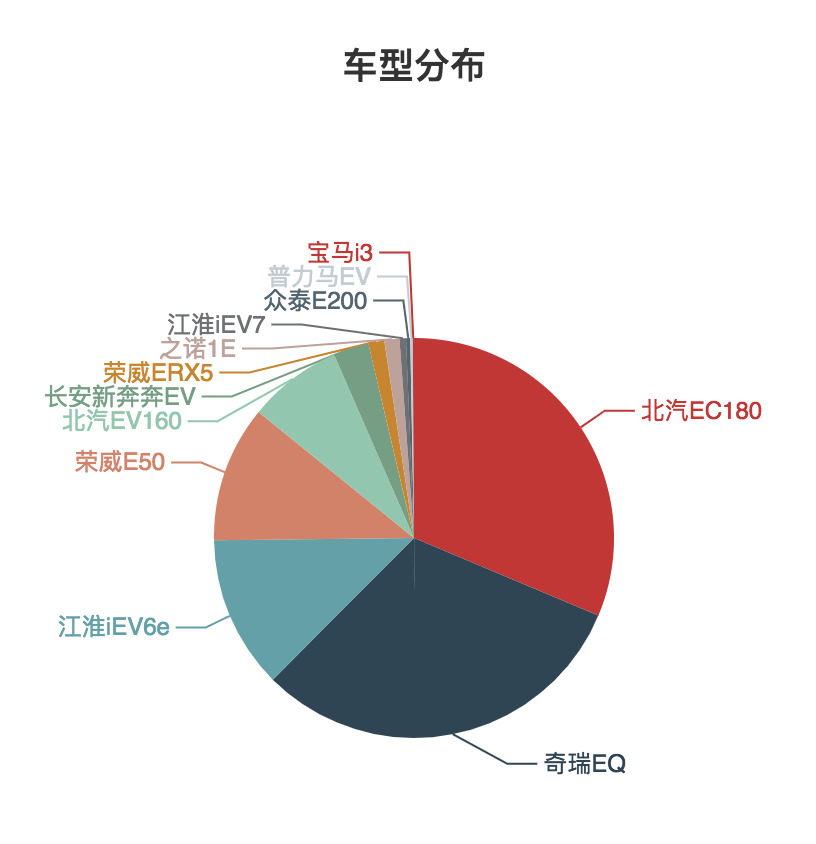 车型分布
宝马i3
普力马EV
众泰E200
江淮iEV7
之诺1E
荣威ERX5
长安新奔奔EV
北汽EC180
北汽EV160
荣威E50
江淮iEV6e
奇瑞EQ